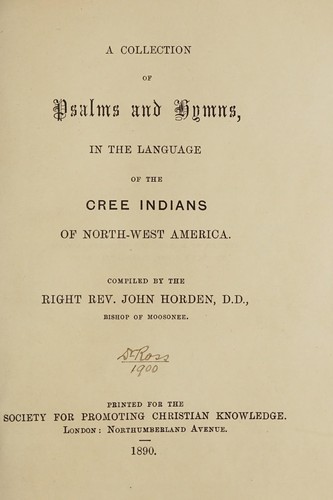 A COLLECTION
OF
Psalms and Hymns,
IN THE LANGUAGE
OF THE
CREE INDIANS
OF NORTH-WEST AMERICA.
COMPILED BY THE
RIGHT REV. JOHN HORDEN, D.D.,
BISHOP OF MOOSONEE.
Dr Ross
1900
PRINTED FOR THE
SOCIETY FOR PROMOTING CHRISTIAN KNOWLEDGE.
LONDON: NORTHUMBERLAND AVENUE.
1890.